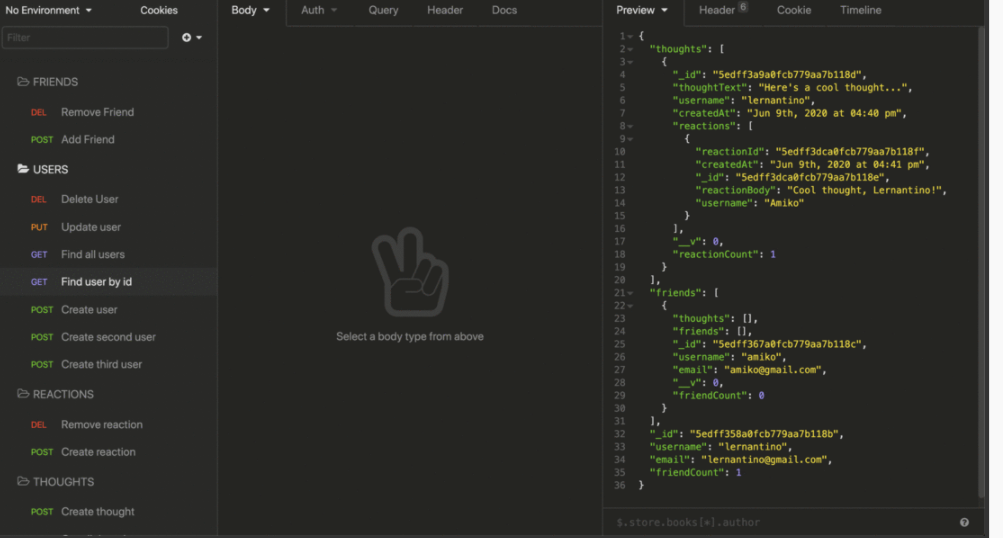 No Environment
Cookies
Filter
FRIENDS
DEL Remove Friend
POST Add Friend
USERS
DEL Delete User
PUT Update user
GET Find all users
GET Find user by id
POST Create user
POST Create second user
POST Create third user
REACTIONS
DEL Remove reaction
POST Create reaction
THOUGHTS
POST Create thought
Body
Auth
Query
Header
Docs
Select a body type from above
Preview
Header 6
Cookie
Timeline
1 {
2 "thoughts": [
3 {
4 "_id": "5edff3a9a0fcb779aa7b118d",
5 "thoughtText": "Here's a cool thought...",
6 "username": "lernantino",
7 "createdAt": "Jun 9th, 2020 at 04:40 pm",
8 "reactions": [
9 {
10 "reactionId": "5edff3dca0fcb779aa7b118f",
11 "createdAt": "Jun 9th, 2020 at 04:41 pm",
12 "_id": "5edff3dca0fcb779aa7b118e",
13 "reactionBody": "Cool thought, Lernantino!",
14 "username": "Amiko"
15 }
16 ],
17 "__v": 0,
18 "reactionCount": 1
19 }
20 ],
21 "friends": [
22 {
23 "thoughts": [],
24 "friends": [],
25 "_id": "5edff367a0fcb779aa7b118c",
26 "username": "amiko",
27 "email": "amiko@gmail.com",
28 "__v": 0,
29 "friendCount": 0
30 }
31 ],
32 "_id": "5edff358a0fcb779aa7b118b",
33 "username": "lernantino",
34 "email": "lernantino@gmail.com",
35 "friendCount": 1
36 }
$.store.books[*].author